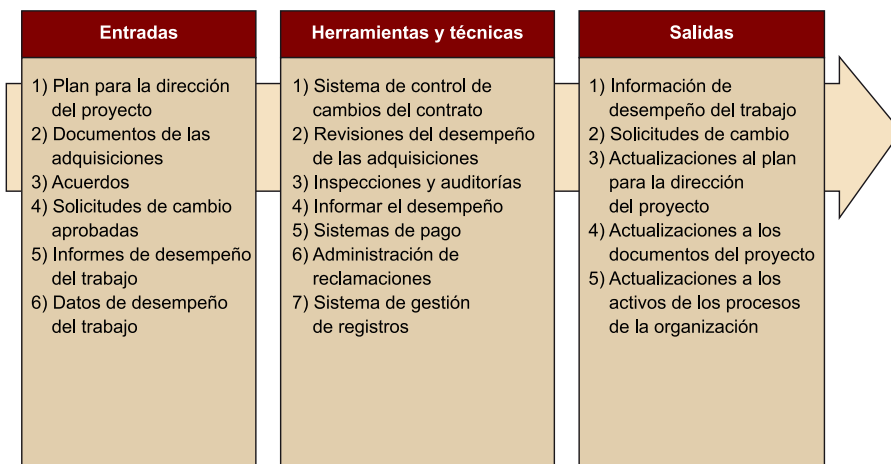 Entradas
1) Plan para la dirección
del proyecto
2) Documentos de las
adquisiciones
3) Acuerdos
4) Solicitudes de cambio
aprobadas
5) Informes de desempeño
del trabajo
6) Datos de desempeño
del trabajo
Herramientas y técnicas
1) Sistema de control de
cambios del contrato
2) Revisiones del desempeño
de las adquisiciones
3) Inspecciones y auditorías
4) Informar el desempeño
5) Sistemas de pago
6) Administración de
reclamaciones
7) Sistema de gestión
de registros
Salidas
1) Información de
desempeño del trabajo
2) Solicitudes de cambio
3) Actualizaciones al plan
para la dirección
del proyecto
4) Actualizaciones a los
documentos del proyecto
5) Actualizaciones a los
activos de los procesos
de la organización